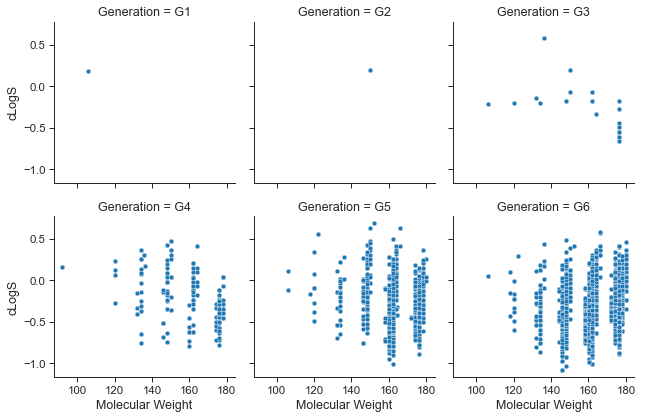 Generation = G1 Generation = G2 Generation = G3
cLogS
0.5
0.0
−0.5
−1.0
Generation = G4 Generation = G5 Generation = G6
cLogS
0.5
0.0
−0.5
−1.0
100 120 140 160 180 100 120 140 160 180 100 120 140 160 180
Molecular Weight Molecular Weight Molecular Weight